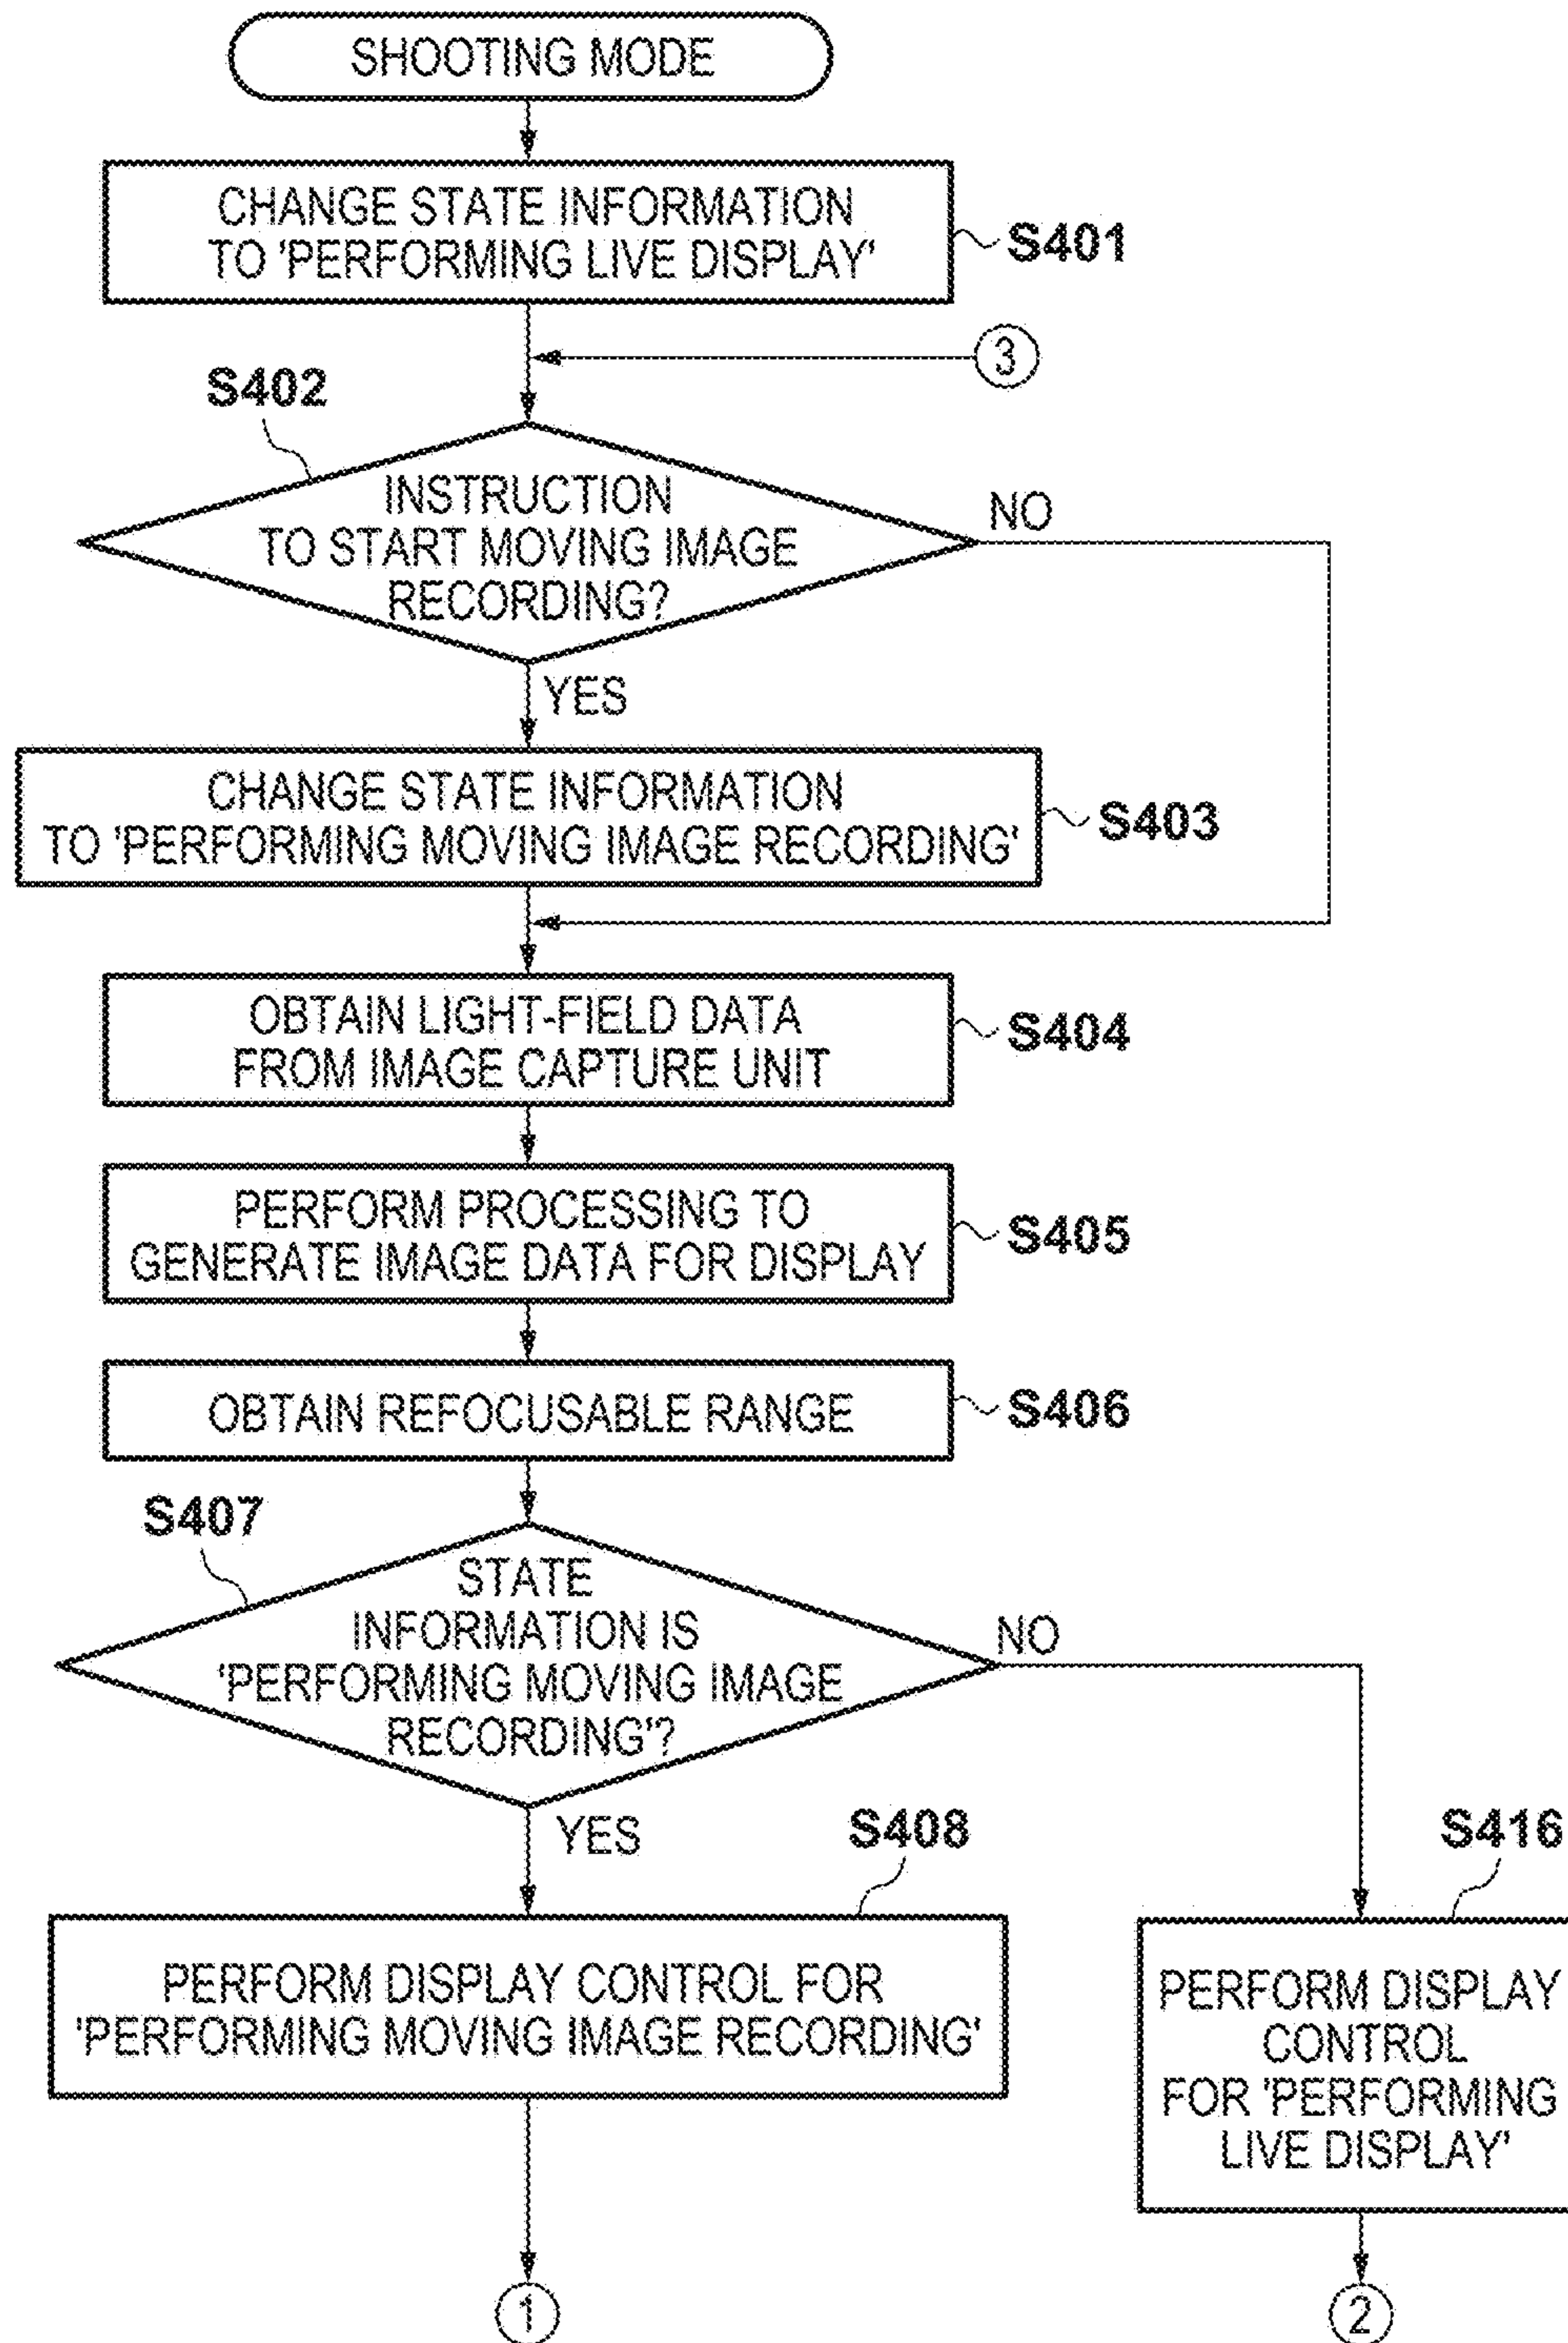 SHOOTING MODE
CHANGE STATE INFORMATION
TO 'PERFORMING LIVE DISPLAY'
S401
3
S402
INSTRUCTION
TO START MOVING IMAGE
RECORDING?
NO
YES
CHANGE STATE INFORMATION
TO 'PERFORMING MOVING IMAGE RECORDING'
S403
OBTAIN LIGHT-FIELD DATA
FROM IMAGE CAPTURE UNIT
S404
PERFORM PROCESSING TO
GENERATE IMAGE DATA FOR DISPLAY
S405
OBTAIN REFOCUSABLE RANGE
S406
S407
STATE
INFORMATION IS
'PERFORMING MOVING IMAGE
RECORDING'?
NO
YES
S408
PERFORM DISPLAY CONTROL FOR
'PERFORMING MOVING IMAGE RECORDING'
S416
PERFORM DISPLAY
CONTROL
FOR 'PERFORMING
LIVE DISPLAY'
1
2